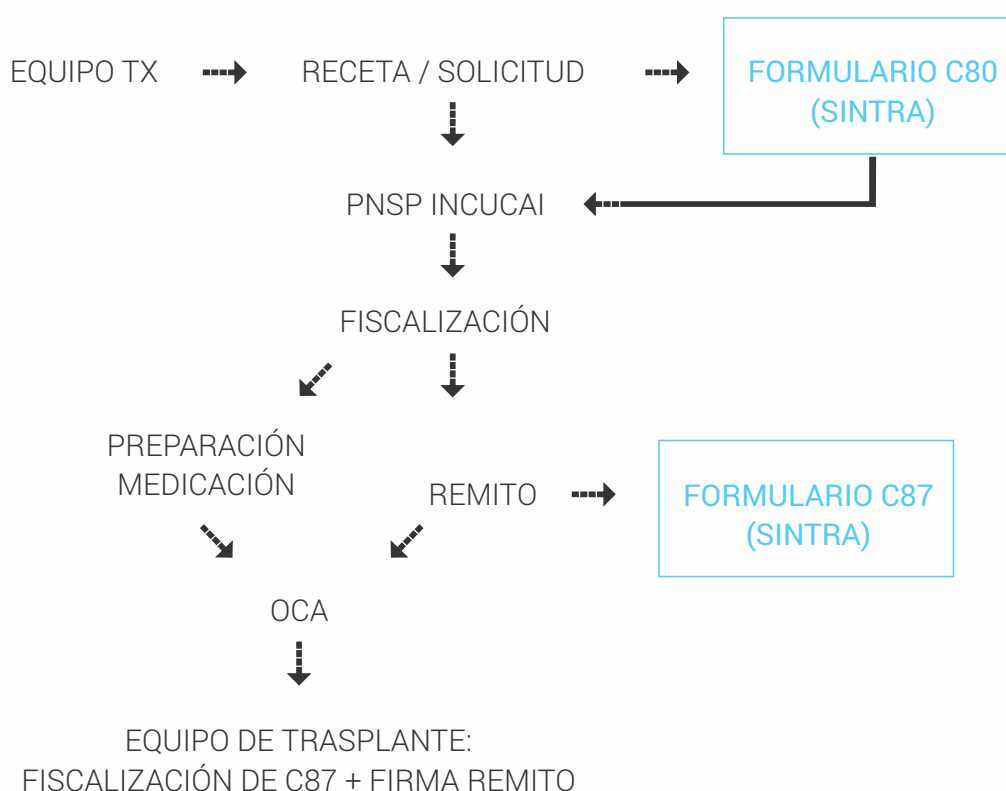 EQUIPO TX
RECETA / SOLICITUD
FORMULARIO C80
(SINTRA)
PNSP INCUCAI
FISCALIZACIÓN
PREPARACIÓN
MEDICACIÓN
REMITO
FORMULARIO C87
(SINTRA)
OCA
EQUIPO DE TRASPLANTE:
FISCALIZACIÓN DE C87 + FIRMA REMITO